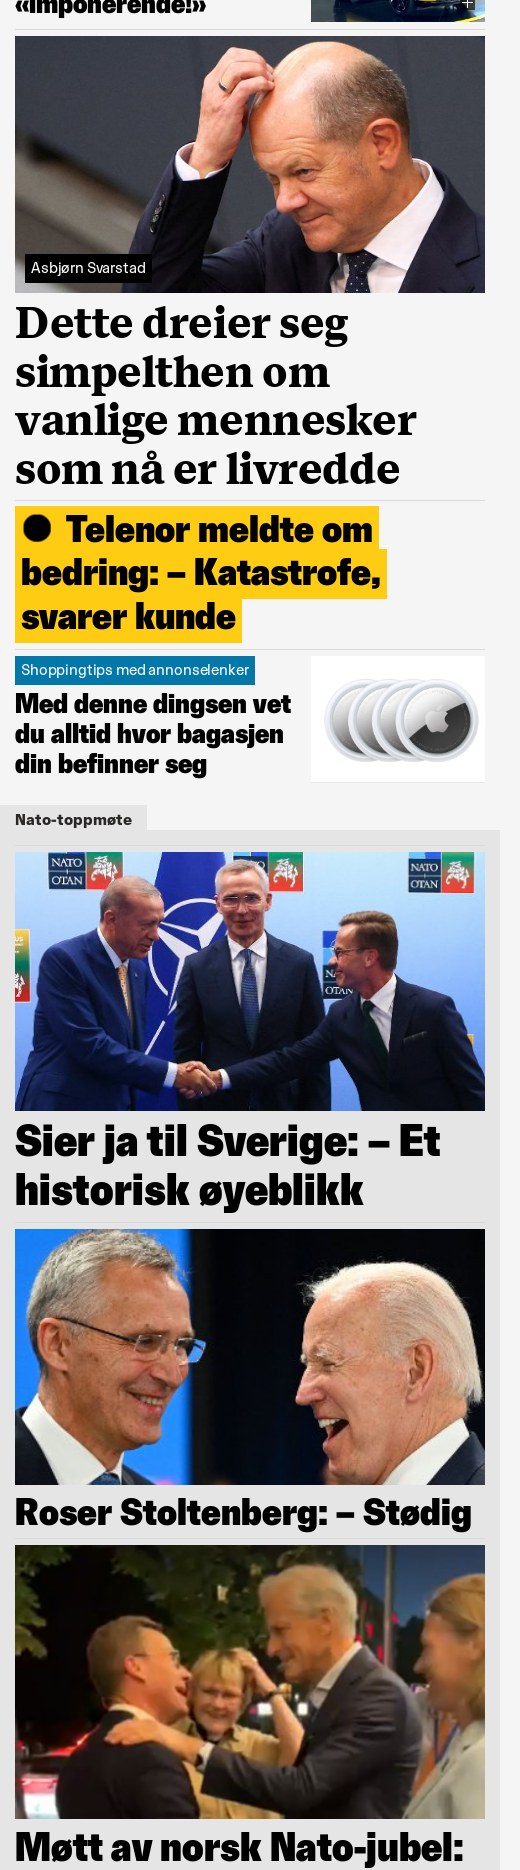 «Imponerende!»
Asbjørn Svarstad
Dette dreier seg
simpelthen om
vanlige mennesker
som nå er livredde
Telenor meldte om
bedring: – Katastrofe,
svarer kunde
Shoppingtips med annonselenker
Med denne dingsen vet
du alltid hvor bagasjen
din befinner seg
Nato-toppmøte
NATO
OTAN
NATO
OTAN
OTAN
Sier ja til Sverige: – Et
historisk øyeblikk
Roser Stoltenberg: – Stødig
Møtt av norsk Nato-jubel: